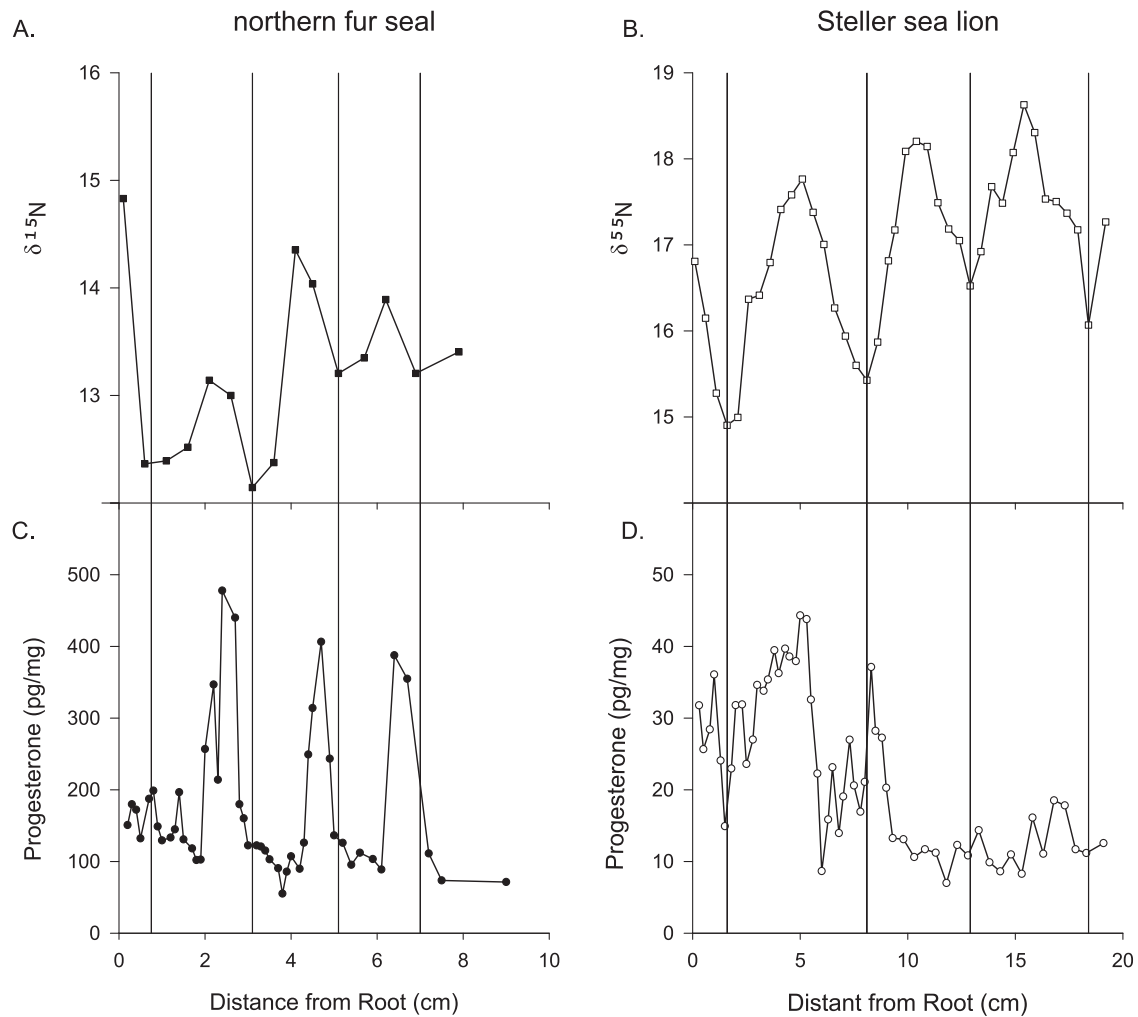 A.
northern fur seal
B.
Steller sea lion
16
15
14
13
δ¹⁵N
19
18
17
16
15
δ⁵⁵N
C.
D.
500
400
300
200
100
0
Progesterone (pg/mg)
50
40
30
20
10
0
Progesterone (pg/mg)
0 2 4 6 8 10
0 5 10 15 20
Distance from Root (cm)
Distant from Root (cm)